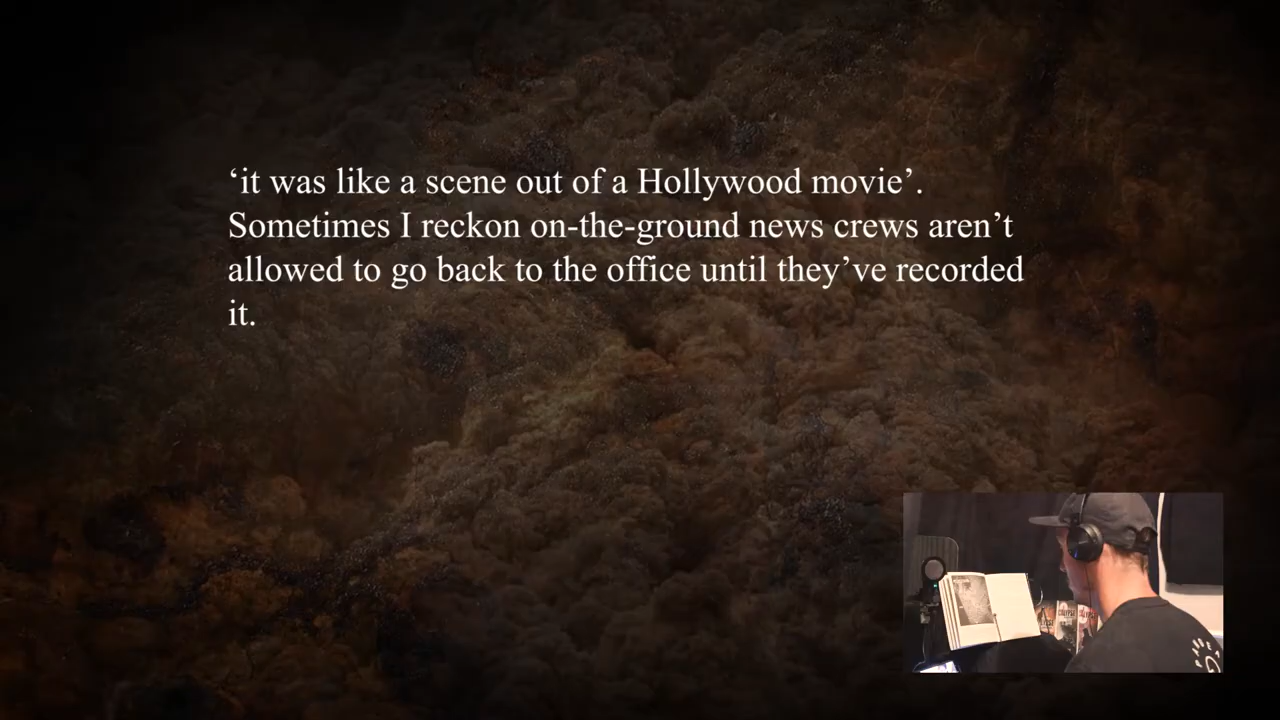 ‘it was like a scene out of a Hollywood movie’.
Sometimes I reckon on-the-ground news crews aren’t
allowed to go back to the office until they’ve recorded
it.